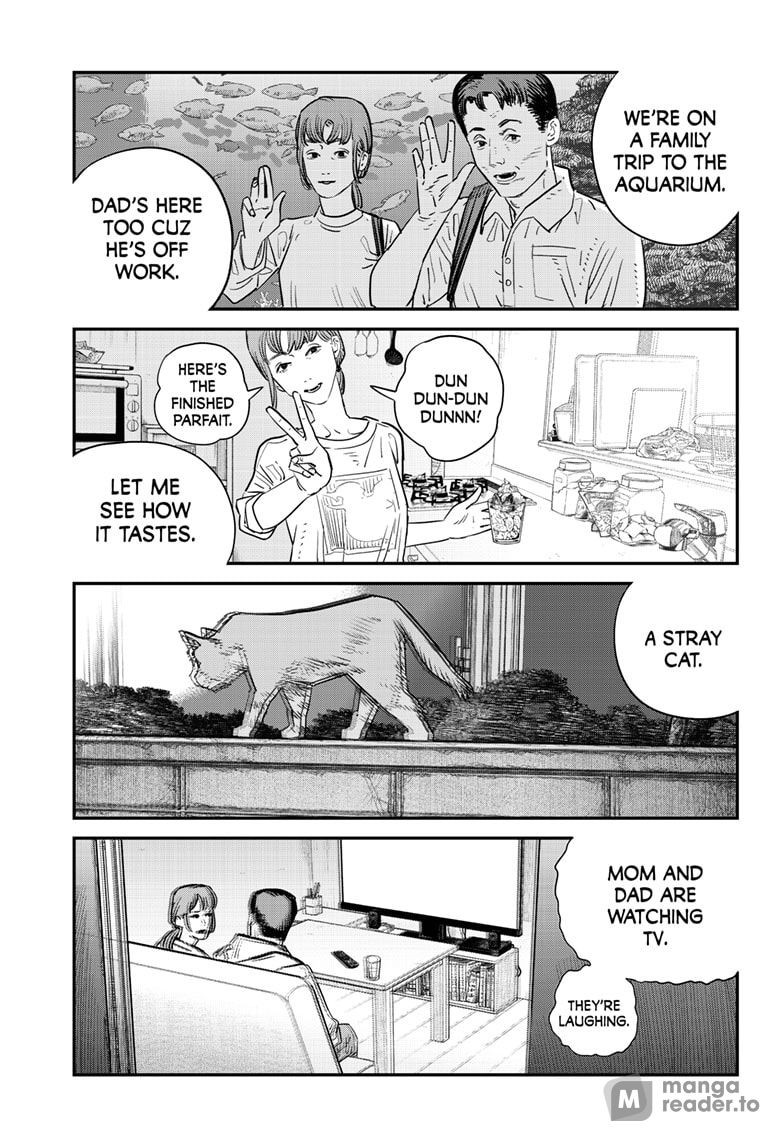 WE'RE ON
A FAMILY
TRIP TO THE
AQUARIUM.
DAD'S HERE
TOO CUZ
HE'S OFF
WORK.
DUN
DUN-DUN
DUNNN!
HERE'S
THE
FINISHED
PARFAIT.
LET ME
SEE HOW
IT TASTES.
A STRAY
CAT.
MOM AND
DAD ARE
WATCHING
TV.
THEY'RE
LAUGHING.
M manga
reader.to